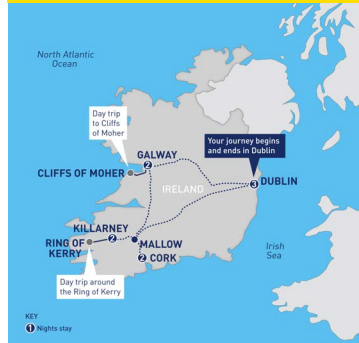 North Atlantic
Ocean
Day trip
to Cliffs
of Moher
Your journey begins
and ends in Dublin
GALWAY
2
CLIFFS OF MOHER
IRELAND
3 DUBLIN
KILLARNEY
2
RING OF
KERRY
MALLOW
2 CORK
Irish
Sea
Day trip around
the Ring of Kerry
KEY
1 Nights stay